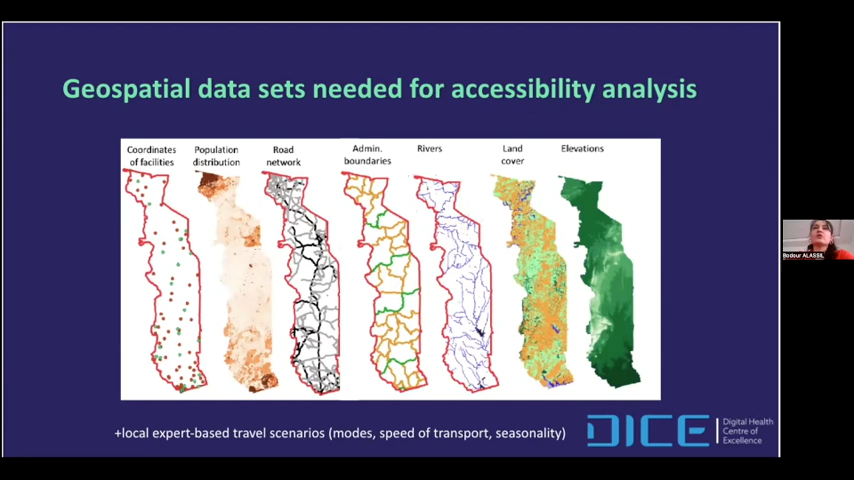 Geospatial data sets needed for accessibility analysis
Coordinates
of facilities
Population
distribution
Road
network
Admin.
boundaries
Rivers
Land
cover
Elevations
Bodour ALASSIL
+local expert-based travel scenarios (modes, speed of transport, seasonality)
DICE
Digital Health
Centre of
Excellence